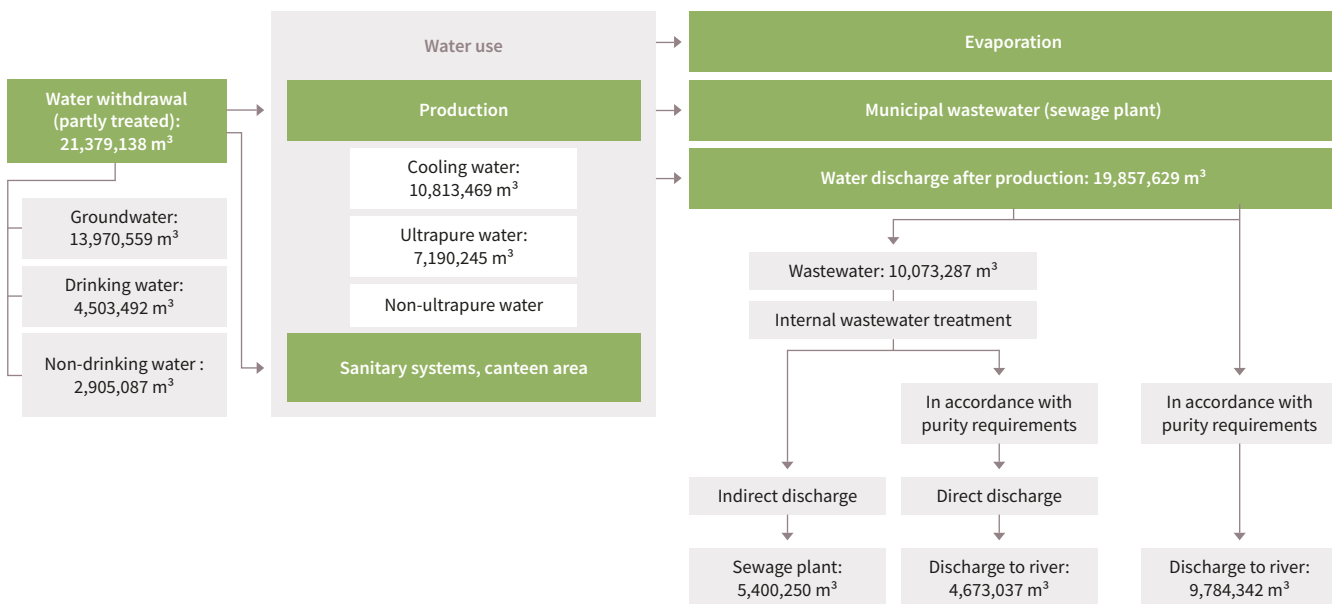 Water withdrawal
(partly treated):
21,379,138 m³
Groundwater:
13,970,559 m³
Drinking water:
4,503,492 m³
Non-drinking water :
2,905,087 m³
Water use
Production
Cooling water:
10,813,469 m³
Ultrapure water:
7,190,245 m³
Non-ultrapure water
Sanitary systems, canteen area
Evaporation
Municipal wastewater (sewage plant)
Water discharge after production: 19,857,629 m³
Wastewater: 10,073,287 m³
Internal wastewater treatment
In accordance with
purity requirements
In accordance with
purity requirements
Indirect discharge
Direct discharge
Sewage plant:
5,400,250 m³
Discharge to river:
4,673,037 m³
Discharge to river:
9,784,342 m³